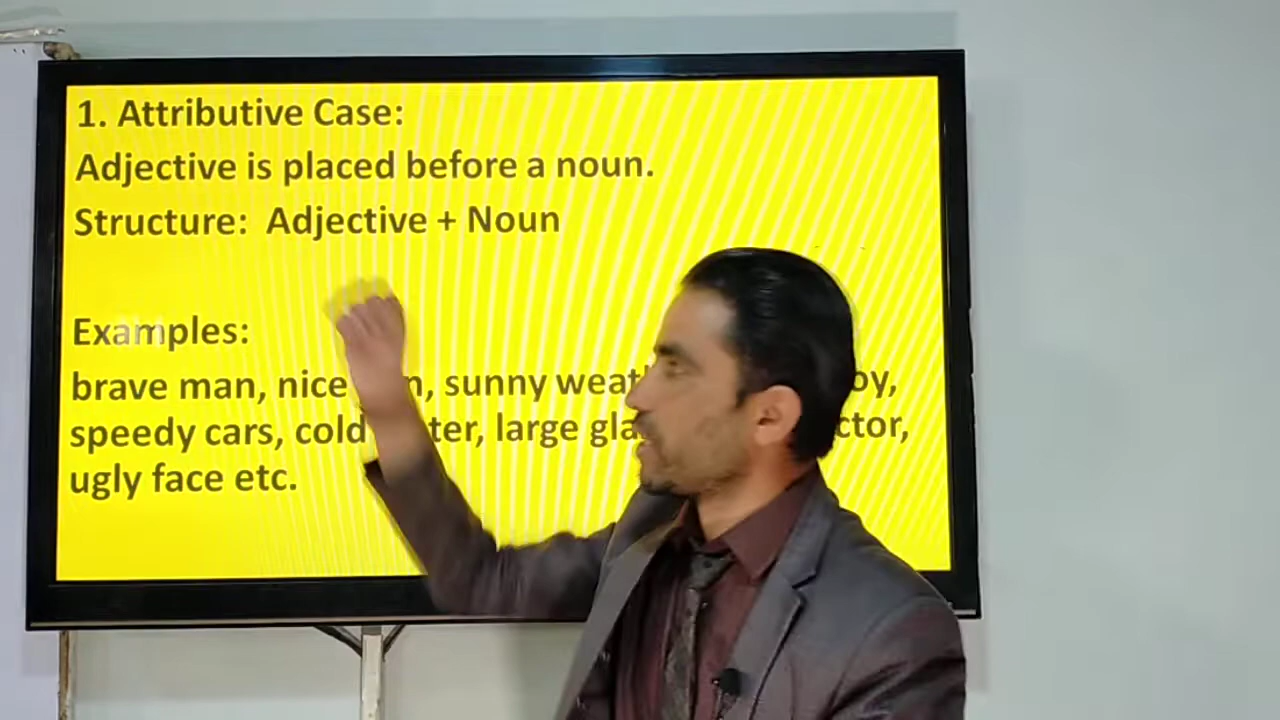 1. Attributive Case:
Adjective is placed before a noun.
Structure: Adjective + Noun
Examples:
brave man, nice sunny
speedy cars, cold large
ugly face etc.